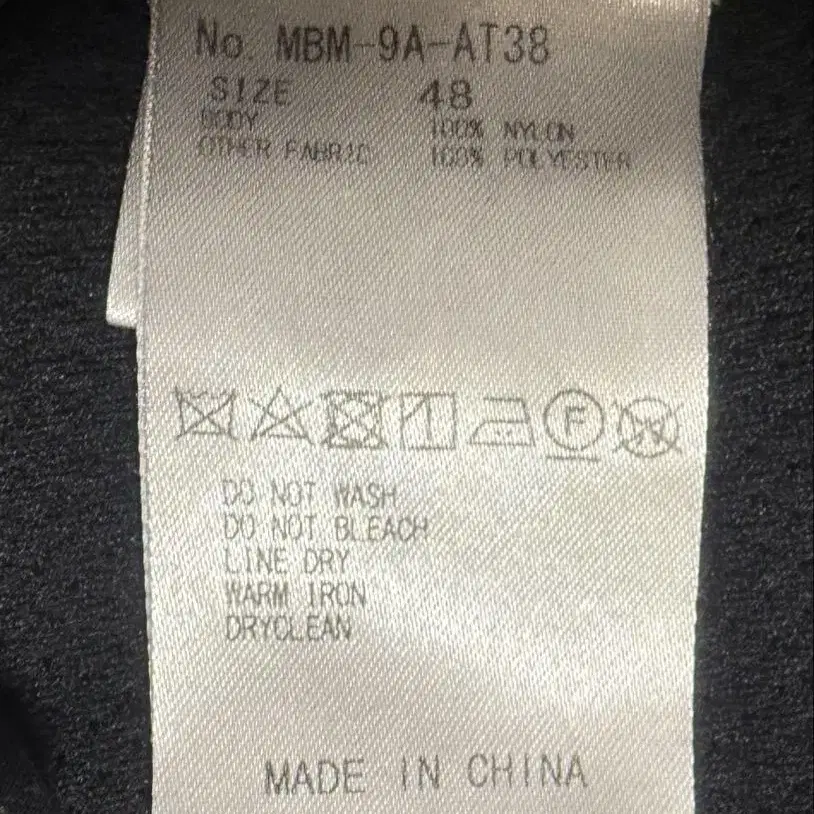 No. MBM-9A-AT38
SIZE 48
BODY 100% NYLON
OTHER FABRIC 100% POLYESTER
F
W
DO NOT WASH
DO NOT BLEACH
LINE DRY
WARM IRON
DRYCLEAN
MADE IN CHINA